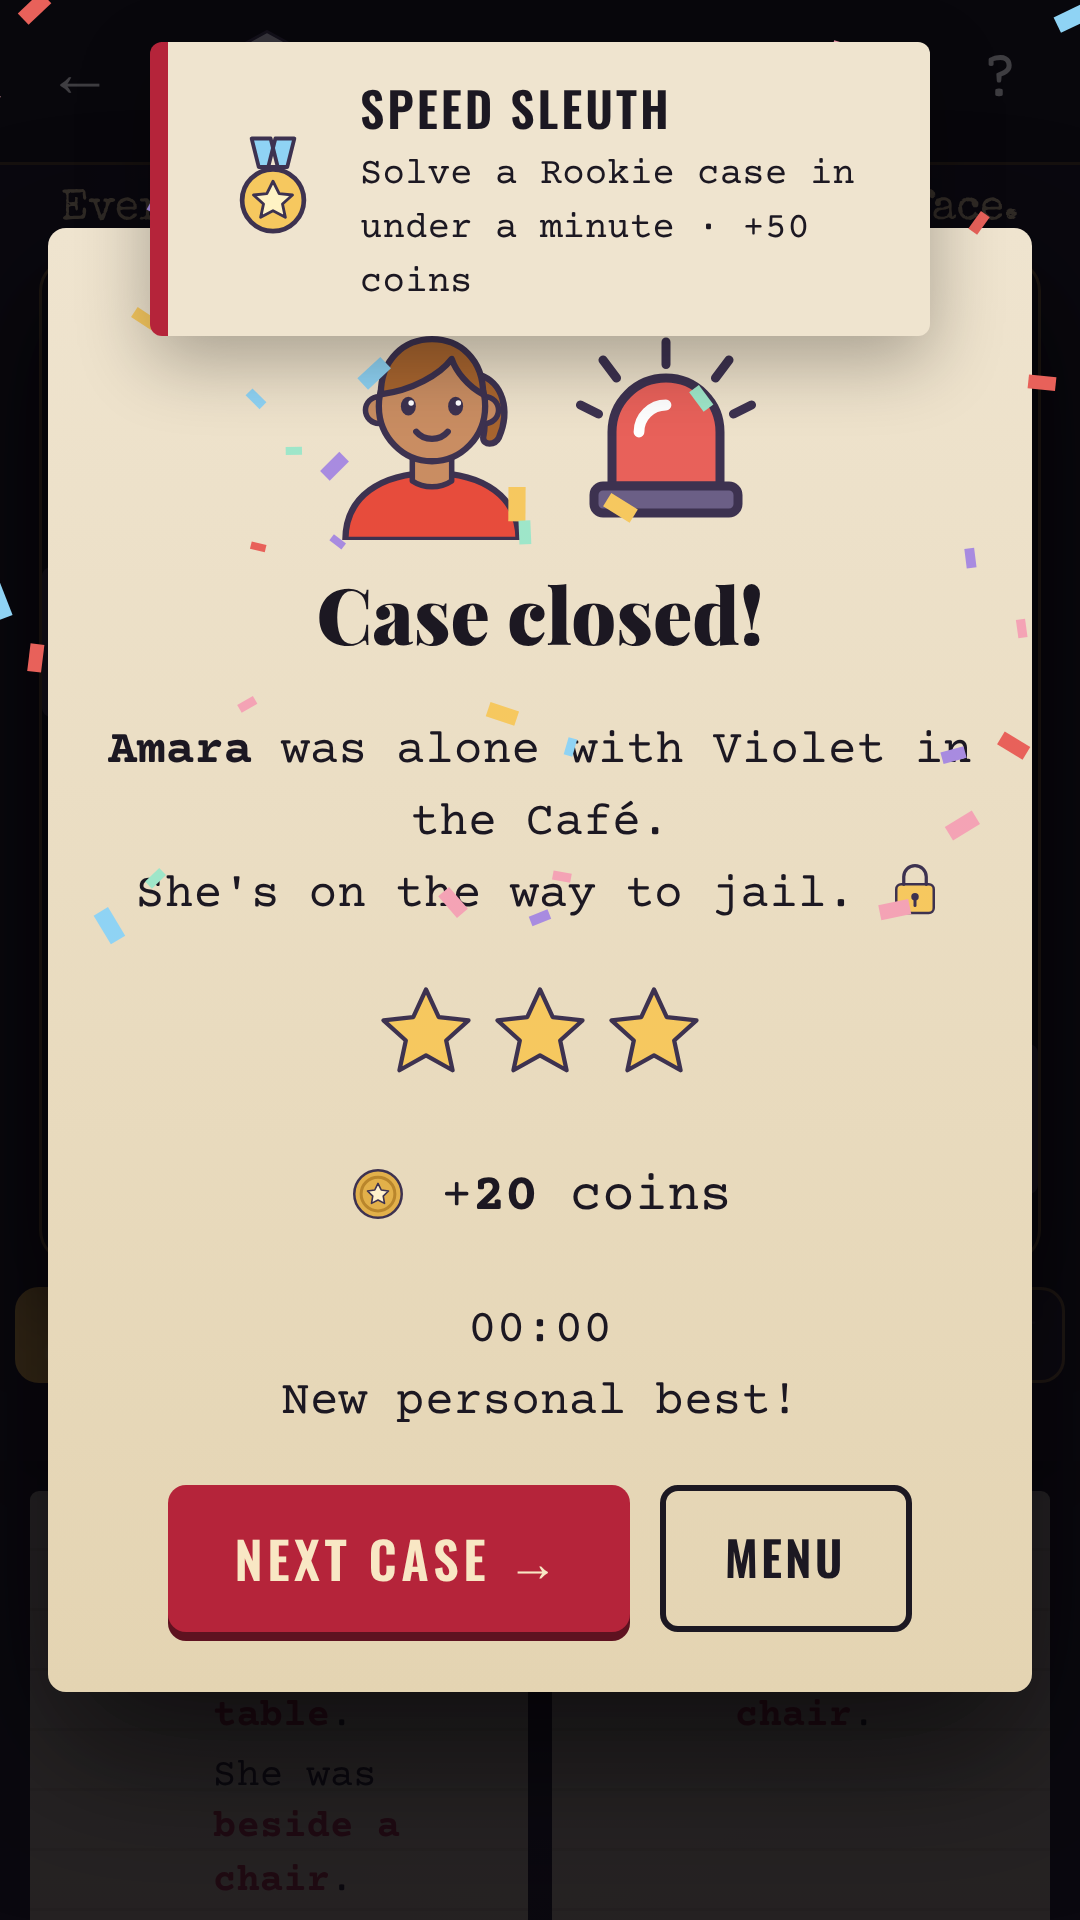 ←
?
SPEED SLEUTH
Solve a Rookie case in
under a minute · +50
coins
Case closed!
Amara was alone with Violet in
the Café.
She's on the way to jail.
+20 coins
00:00
New personal best!
NEXT CASE →
MENU
table.
chair.
She was
beside a
chair.